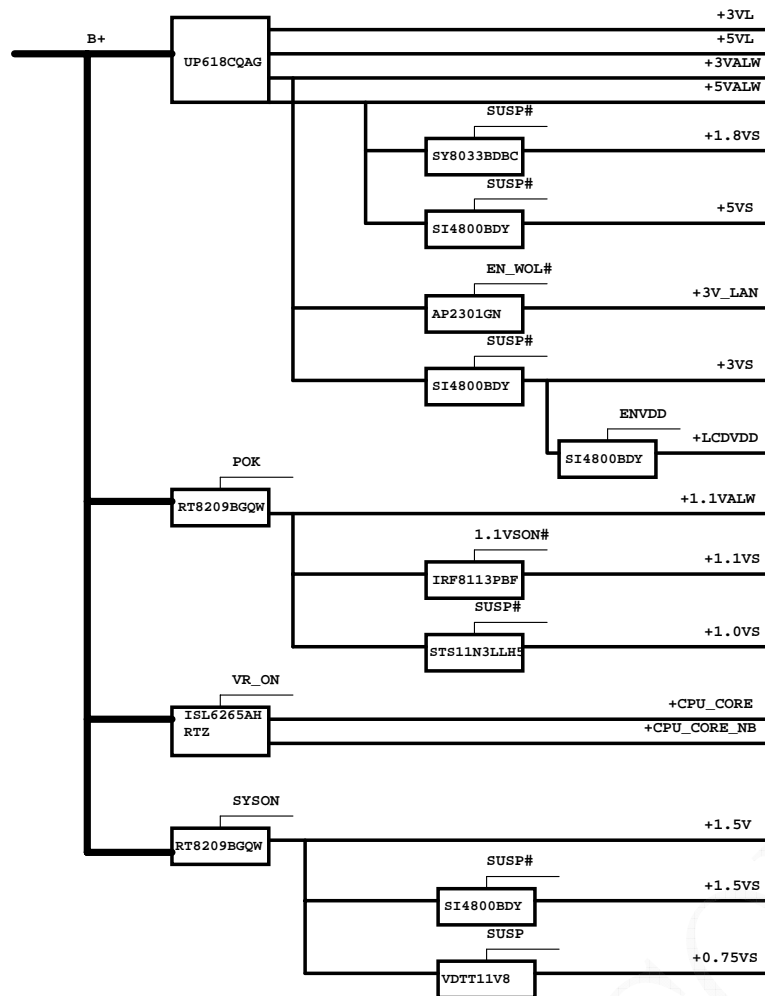 +3VL
B+
+5VL
UP618CQAG
+3VALW
+5VALW
SUSP#
+1.8VS
SY8033BDBC
SUSP#
+5VS
SI4800BDY
EN_WOL#
+3V_LAN
AP2301GN
SUSP#
+3VS
SI4800BDY
ENVDD
+LCDVDD
SI4800BDY
POK
+1.1VALW
RT8209BGQW
1.1VSON#
+1.1VS
IRF8113PBF
SUSP#
+1.0VS
STS11N3LLH5
VR_ON
+CPU_CORE
ISL6265AH
RTZ
+CPU_CORE_NB
SYSON
+1.5V
RT8209BGQW
SUSP#
+1.5VS
SI4800BDY
SUSP
+0.75VS
VDTT11V8